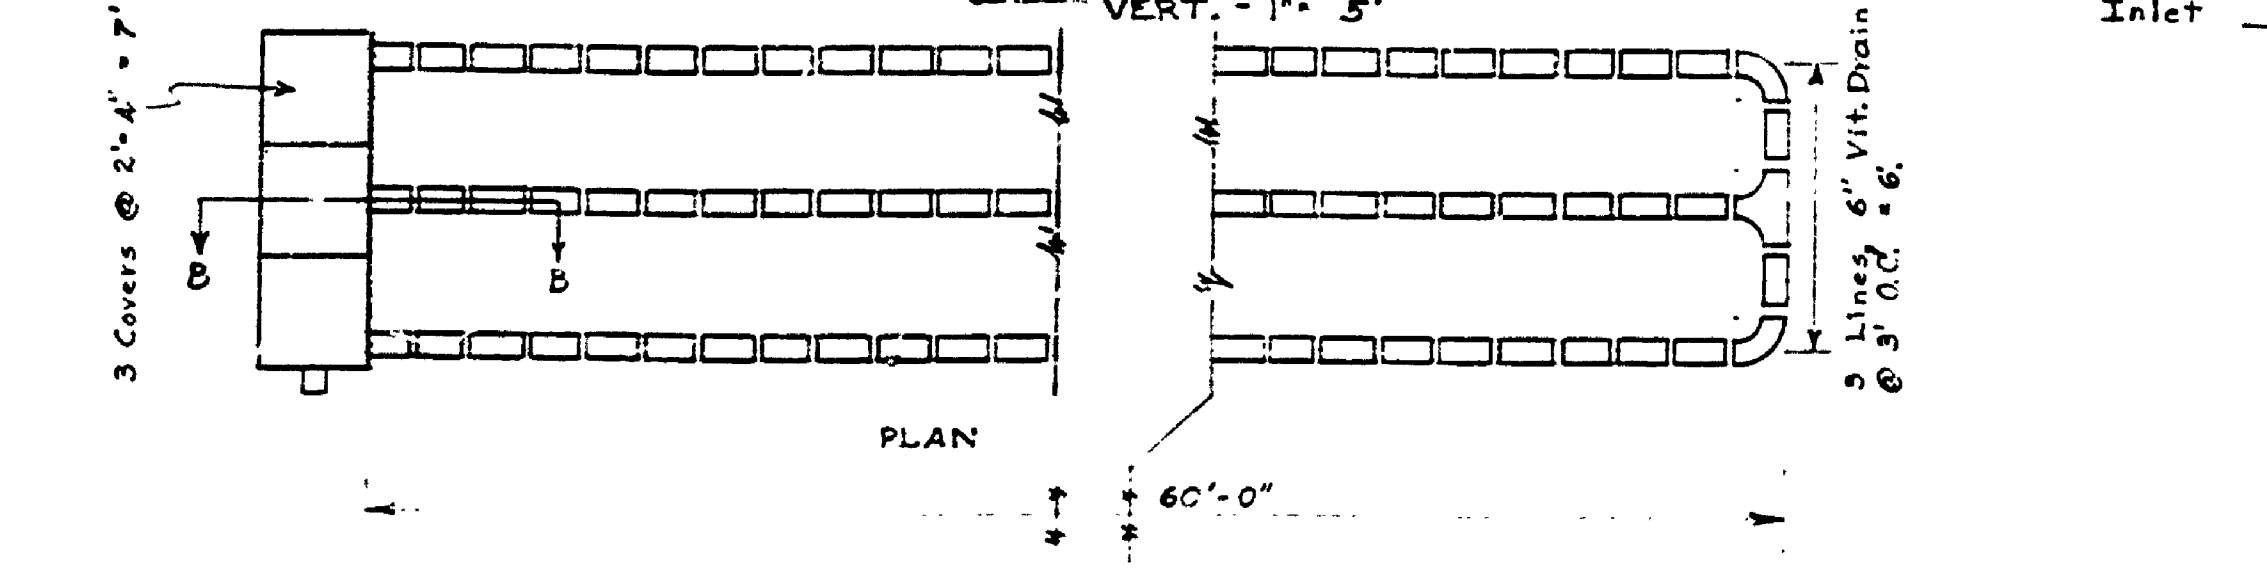 VERT. - 1"= 5'
Inlet
3 Covers @ 2'-4" = 7'
B
B
3 Lines, 6" Vit. Drain
@ 3' O.C. = 6'.
PLAN
60'-0"